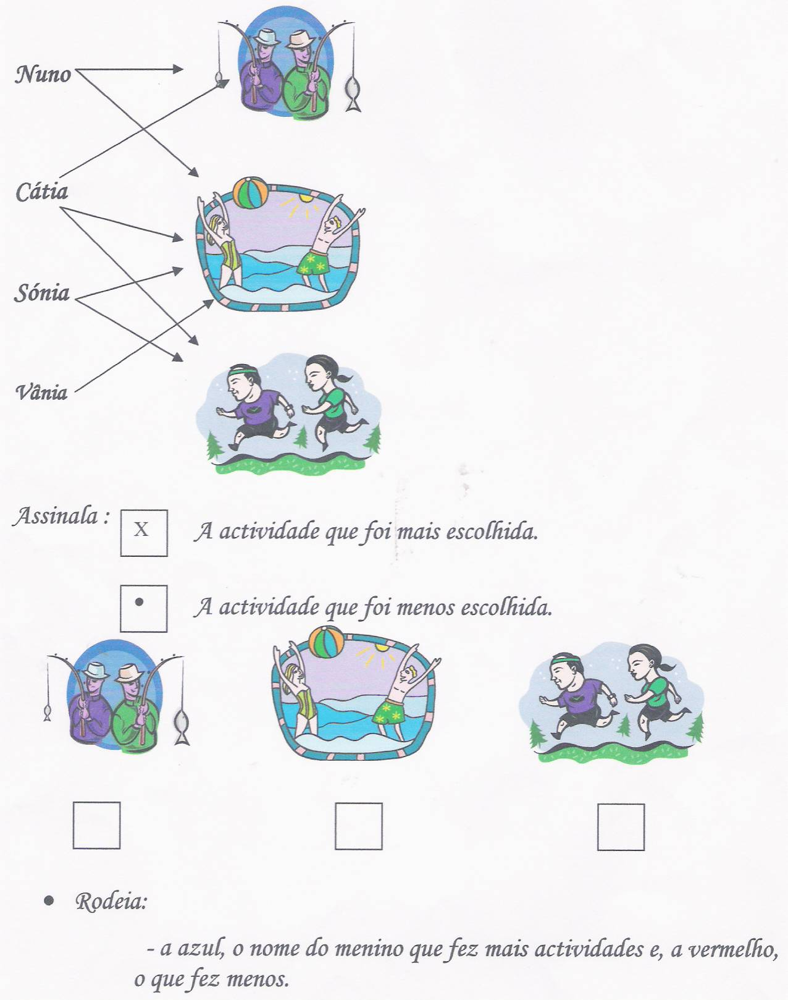 Nuno
Cátia
Sónia
Vânia
Assinala :
X
A actividade que foi mais escolhida.
•
A actividade que foi menos escolhida.
• Rodeia:
- a azul, o nome do menino que fez mais actividades e, a vermelho,
o que fez menos.